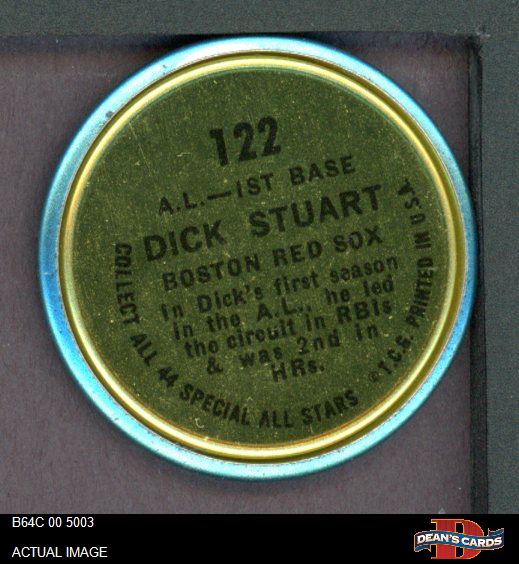 122
A.L.—1ST BASE
DICK STUART
BOSTON RED SOX
In Dick's first season
in the A.L., he led
the circuit in RBIs
& was 2nd in
HRs.
COLLECT ALL 44 SPECIAL ALL STARS
©T.C.G. PRINTED IN U.S.A.
B64C 00 5003
ACTUAL IMAGE
D
DEAN'S CARDS